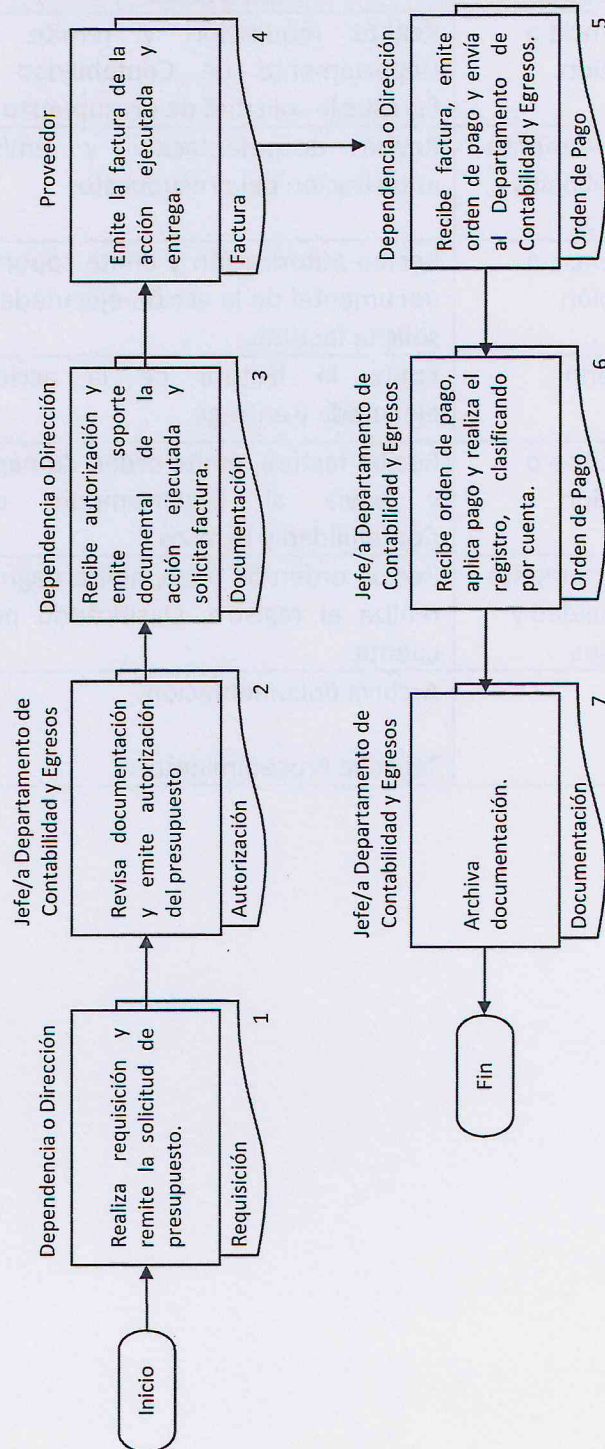 Inicio
Dependencia o Dirección
Realiza requisición y
remite la solicitud de
presupuesto.
Requisición
1
Jefe/a Departamento de
Contabilidad y Egresos
Revisa documentación
y emite autorización
del presupuesto
Autorización
2
Dependencia o Dirección
Recibe autorización y
emite soporte
documental de la
acción ejecutada y
solicita factura.
Documentación
3
Proveedor
Emite la factura de la
acción ejecutada y
entrega.
Factura
4
Dependencia o Dirección
Recibe factura, emite
orden de pago y envía
al Departamento de
Contabilidad y Egresos.
Orden de Pago
5
Jefe/a Departamento de
Contabilidad y Egresos
Recibe orden de pago,
aplica pago y realiza el
registro, clasificando
por cuenta.
Orden de Pago
6
Jefe/a Departamento de
Contabilidad y Egresos
Archiva
documentación.
Documentación
7
Fin